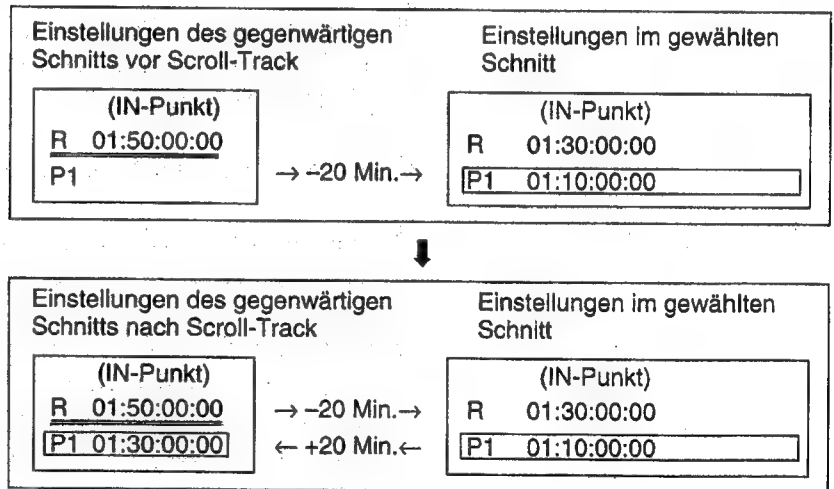 Einstellungen des gegenwärtigen
Schnitts vor Scroll-Track
Einstellungen im gewählten
Schnitt
(IN-Punkt)
R 01:50:00:00
P1
→ –20 Min.→
(IN-Punkt)
R 01:30:00:00
P1 01:10:00:00
Einstellungen des gegenwärtigen
Schnitts nach Scroll-Track
Einstellungen im gewählten
Schnitt
(IN-Punkt)
R 01:50:00:00
P1 01:30:00:00
→ –20 Min.→
← +20 Min.←
(IN-Punkt)
R 01:30:00:00
P1 01:10:00:00